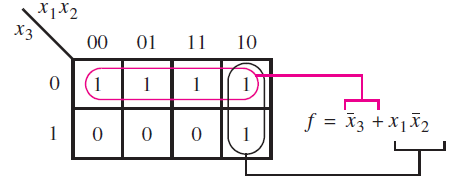 x₁x₂
x₃
00 01 11 10
0 1 1 1 1
1 0 0 0 1
f = x̄₃ + x₁x̄₂